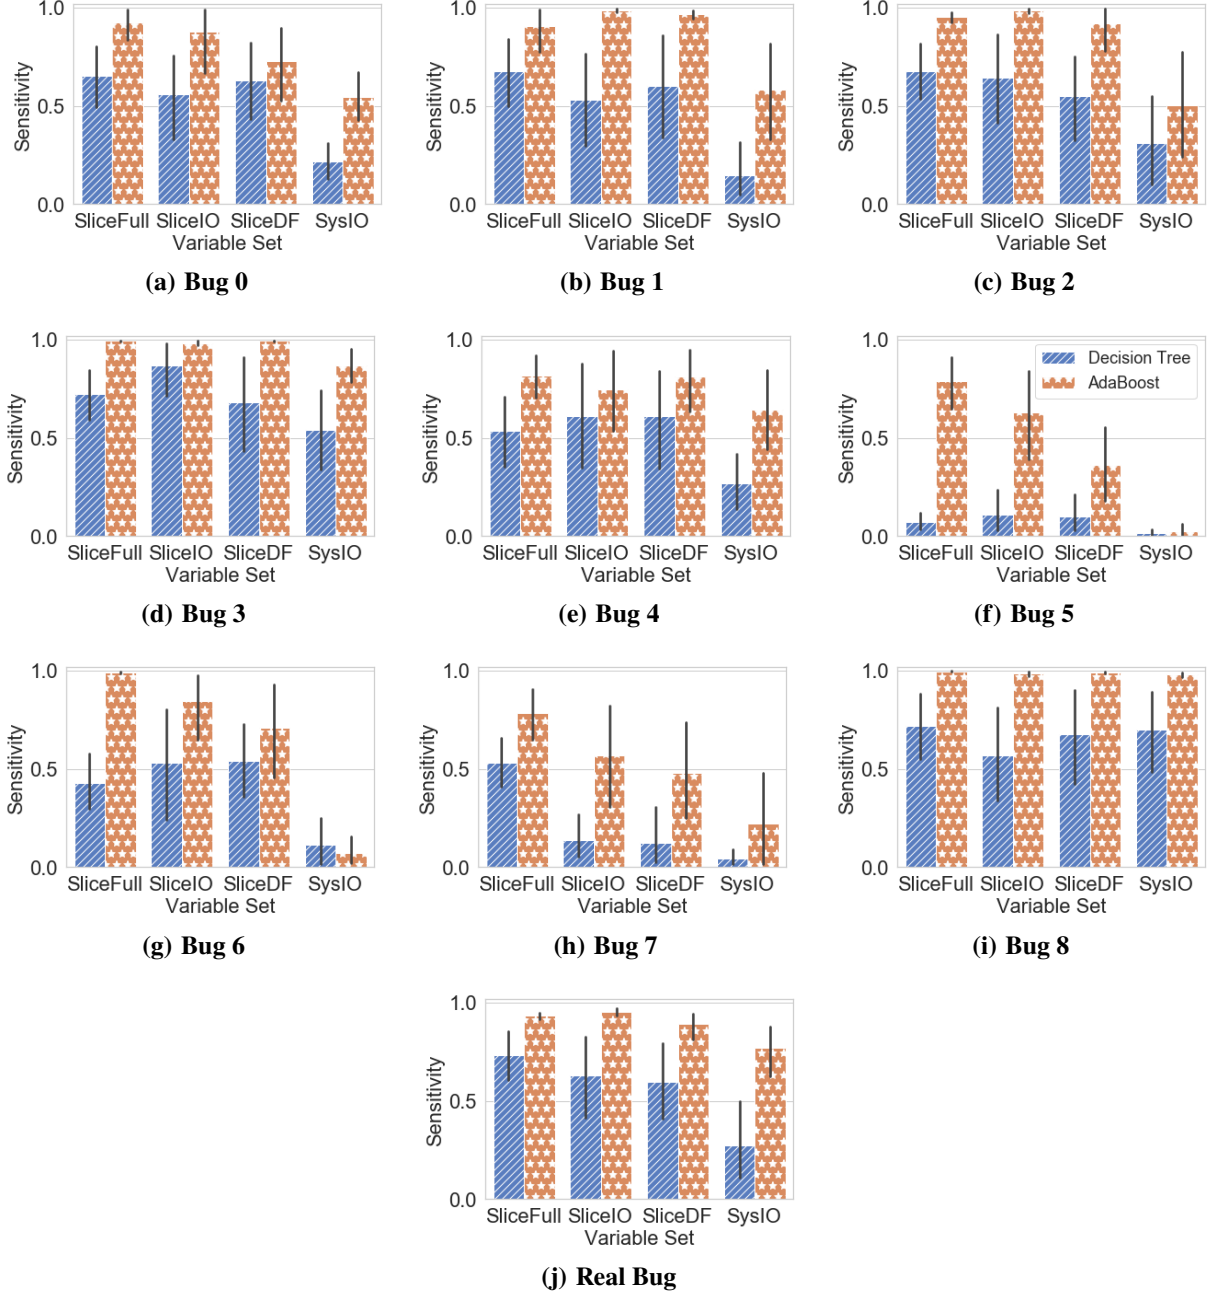 1.0
0.5
0.0
Sensitivity
SliceFull SliceIO SliceDF SysIO
Variable Set
(a) Bug 0
1.0
0.5
0.0
Sensitivity
SliceFull SliceIO SliceDF SysIO
Variable Set
(b) Bug 1
1.0
0.5
0.0
Sensitivity
SliceFull SliceIO SliceDF SysIO
Variable Set
(c) Bug 2
1.0
0.5
0.0
Sensitivity
SliceFull SliceIO SliceDF SysIO
Variable Set
(d) Bug 3
1.0
0.5
0.0
Sensitivity
SliceFull SliceIO SliceDF SysIO
Variable Set
(e) Bug 4
1.0
0.5
0.0
Sensitivity
Decision Tree
AdaBoost
SliceFull SliceIO SliceDF SysIO
Variable Set
(f) Bug 5
1.0
0.5
0.0
Sensitivity
SliceFull SliceIO SliceDF SysIO
Variable Set
(g) Bug 6
1.0
0.5
0.0
Sensitivity
SliceFull SliceIO SliceDF SysIO
Variable Set
(h) Bug 7
1.0
0.5
0.0
Sensitivity
SliceFull SliceIO SliceDF SysIO
Variable Set
(i) Bug 8
1.0
0.5
0.0
Sensitivity
SliceFull SliceIO SliceDF SysIO
Variable Set
(j) Real Bug